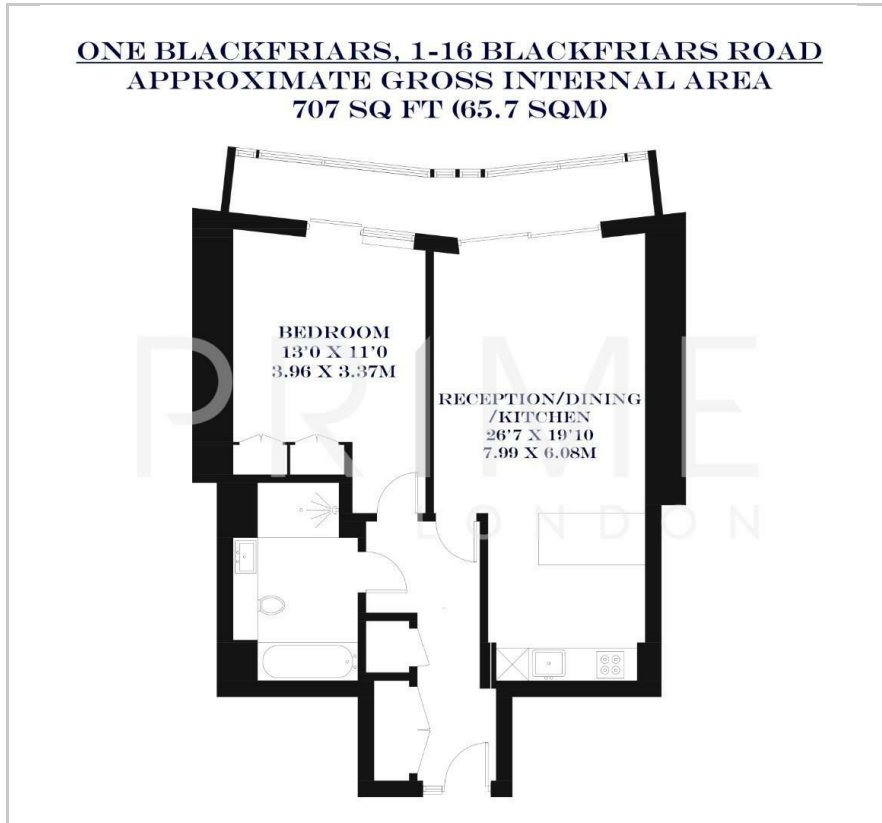 ONE BLACKFRIARS, 1-16 BLACKFRIARS ROAD
APPROXIMATE GROSS INTERNAL AREA
707 SQ FT (65.7 SQM)
BEDROOM
13'0 X 11'0
3.96 X 3.37M
RECEPTION/DINING
/KITCHEN
26'7 X 19'10
7.99 X 6.08M
PRIME
LONDON